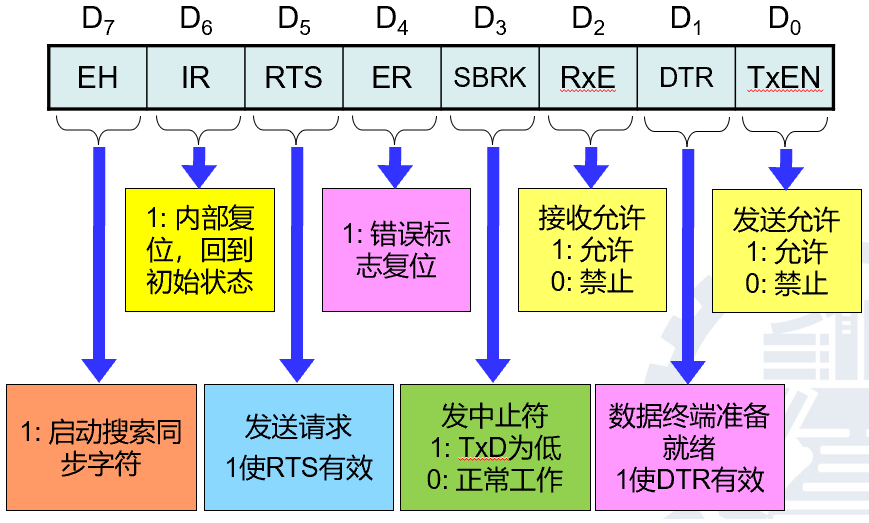 D7 D6 D5 D4 D3 D2 D1 D0
EH IR RTS ER SBRK RxE DTR TxEN
1: 内部复
位，回到
初始状态
1: 错误标
志复位
接收允许
1: 允许
0: 禁止
发送允许
1: 允许
0: 禁止
1: 启动搜索同
步字符
发送请求
1使RTS有效
发中止符
1: TxD为低
0: 正常工作
数据终端准备
就绪
1使DTR有效